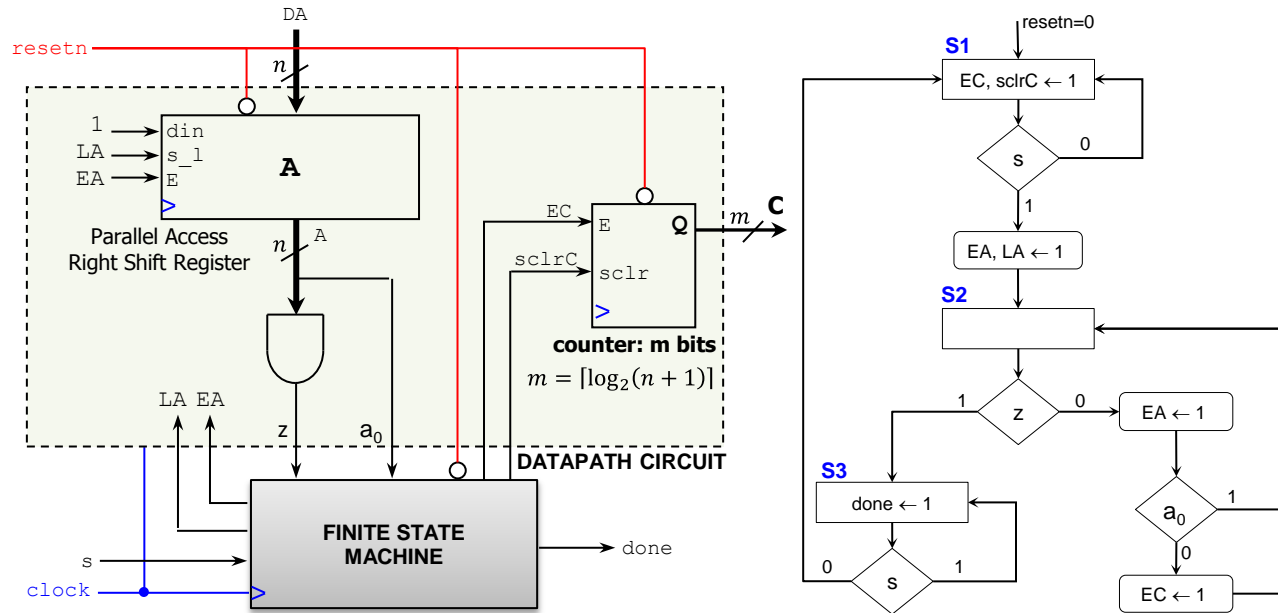 DA
resetn
n
1
din
LA
s_l
EA
E
A
n
A
Parallel Access
Right Shift Register
EC
E
Q
m
C
sclrC
sclr
counter: m bits
m = ⌈log₂(n + 1)⌉
LA EA
z
a₀
DATAPATH CIRCUIT
FINITE STATE
MACHINE
s
clock
done
resetn=0
S1
EC, sclrC ← 1
s
0
1
EA, LA ← 1
S2
z
1
0
EA ← 1
S3
done ← 1
a₀
1
0
s
0
1
EC ← 1